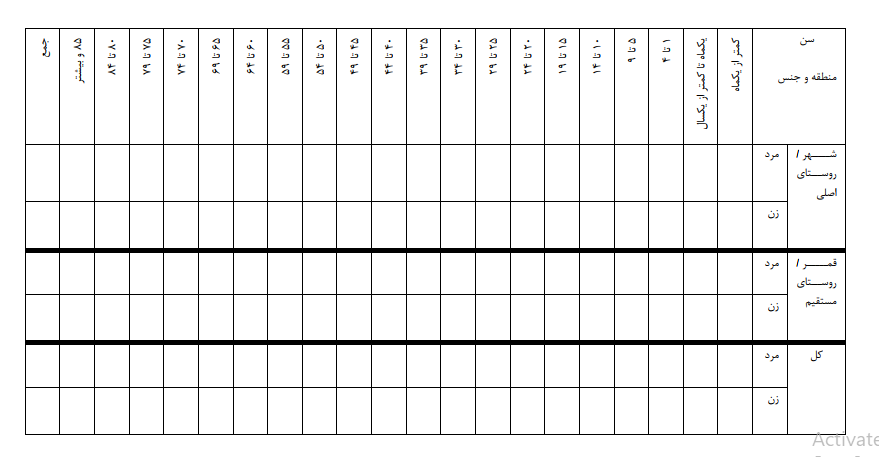 سن
منطقه و جنس
کمتر از یکماه
یکماه تا کمتر از یکسال
۱ تا ۴
۵ تا ۹
۱۰ تا ۱۴
۱۵ تا ۱۹
۲۰ تا ۲۴
۲۵ تا ۲۹
۳۰ تا ۳۴
۳۵ تا ۳۹
۴۰ تا ۴۴
۴۵ تا ۴۹
۵۰ تا ۵۴
۵۵ تا ۵۹
۶۰ تا ۶۴
۶۵ تا ۶۹
۷۰ تا ۷۴
۷۵ تا ۷۹
۸۰ تا ۸۴
۸۵ و بیشتر
جمع
شهر /
روستای
اصلی
مرد
زن
قمر /
روستای
مستقیم
مرد
زن
کل
مرد
زن
Activate